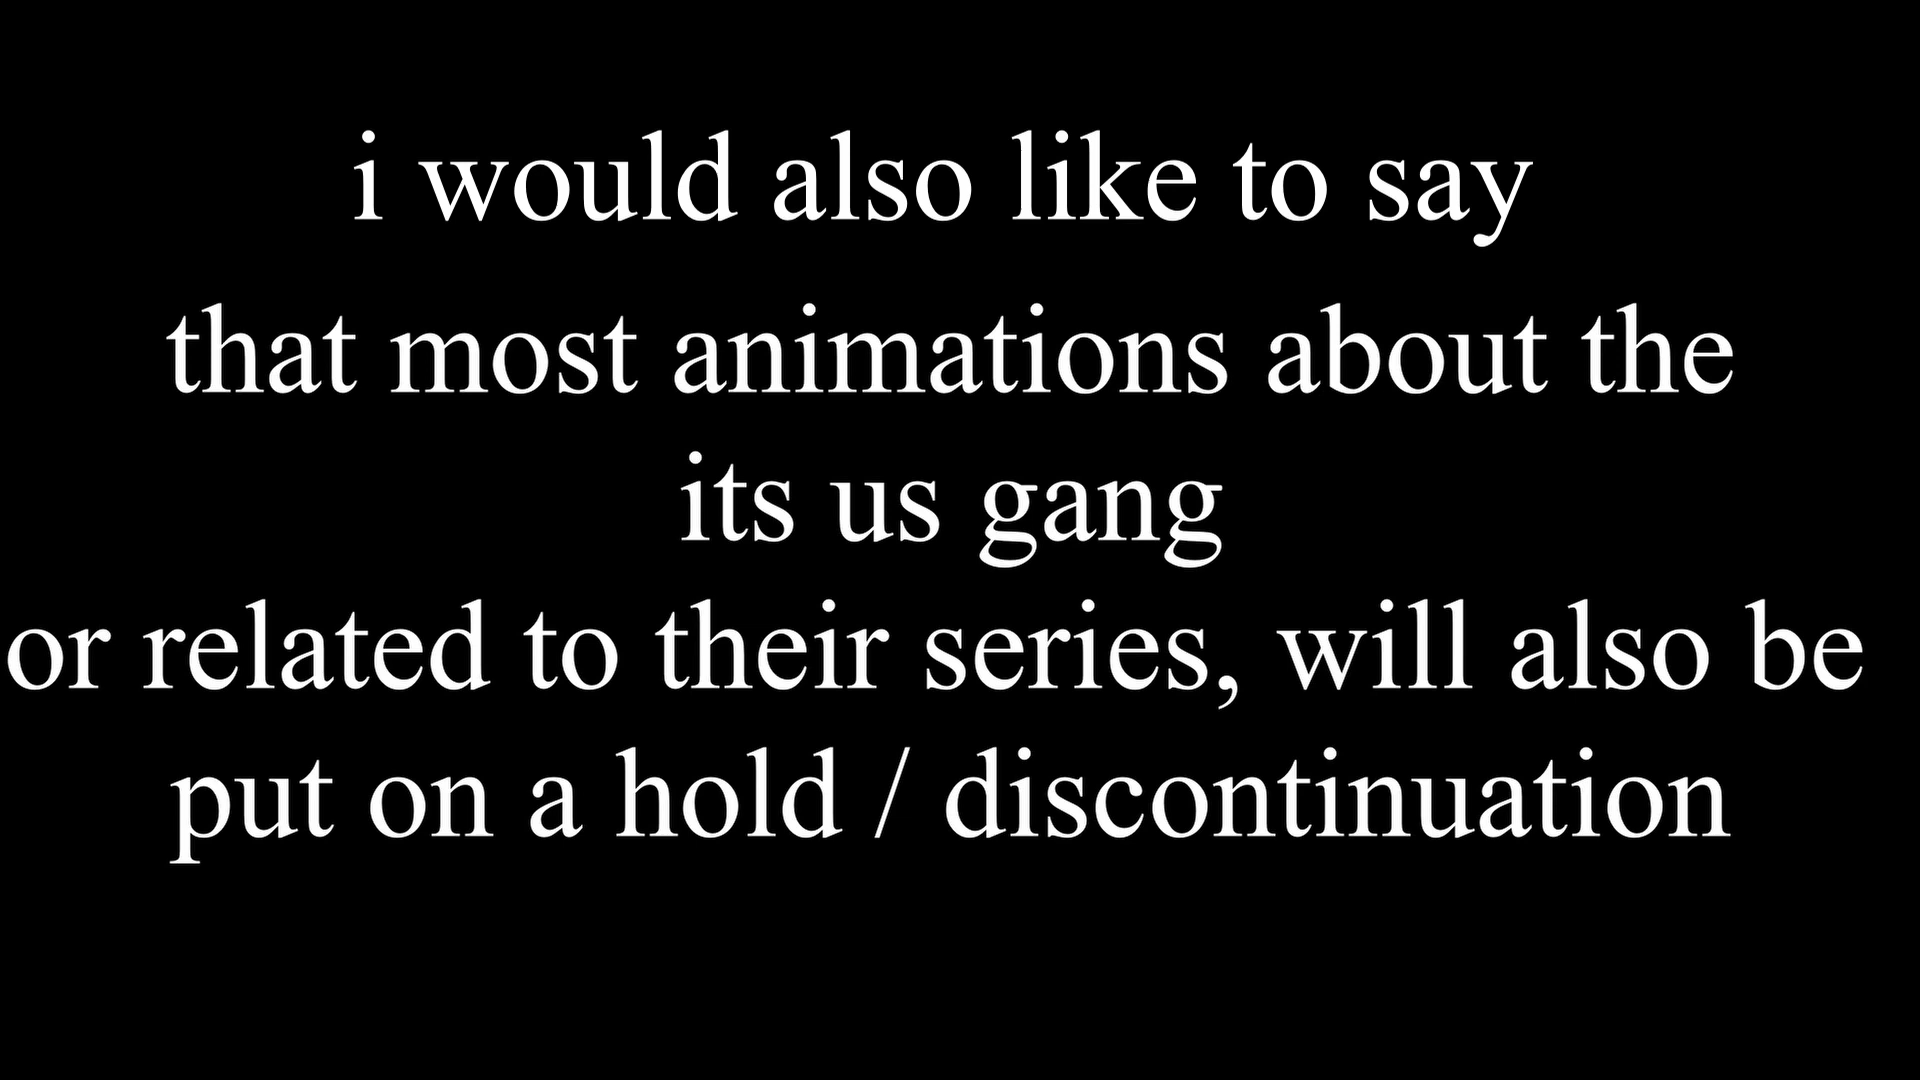 i would also like to say
that most animations about the
its us gang
or related to their series, will also be
put on a hold / discontinuation